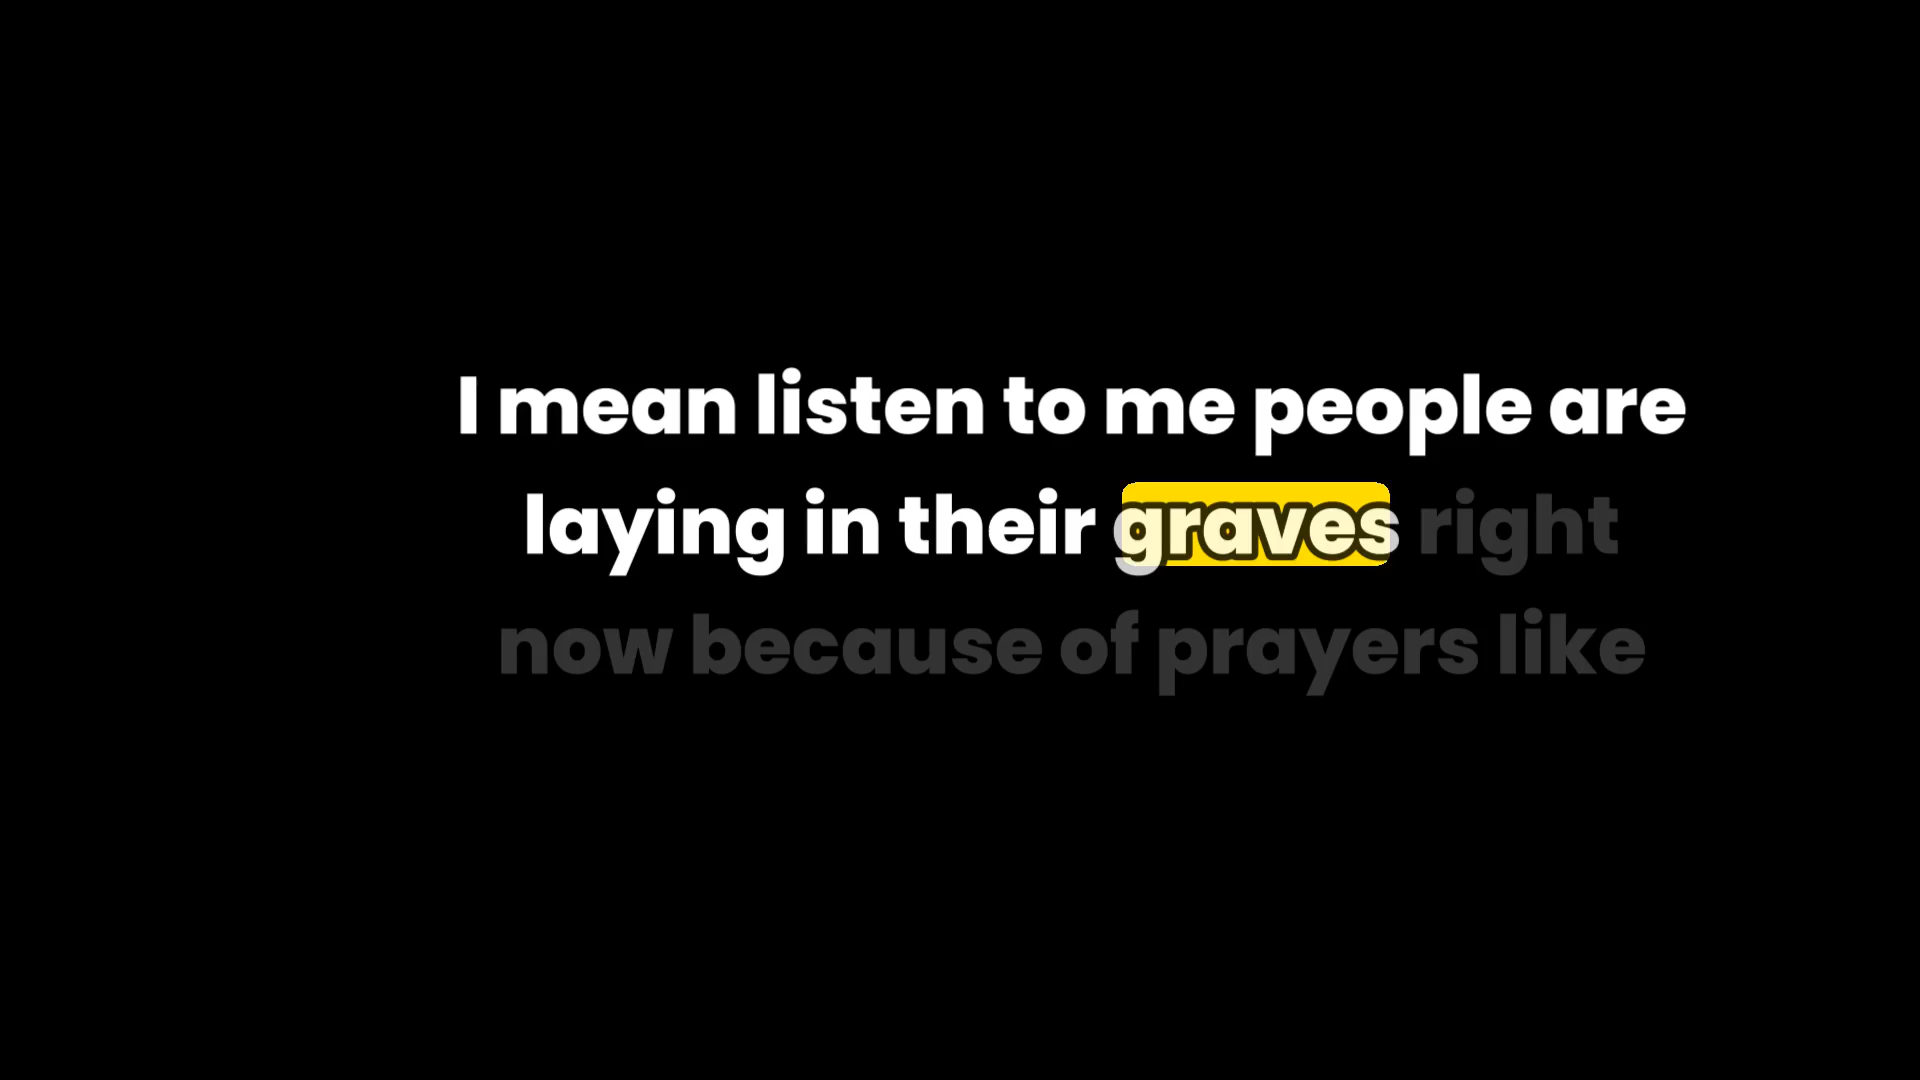 I mean listen to me people are
laying in their graves right
now because of prayers like